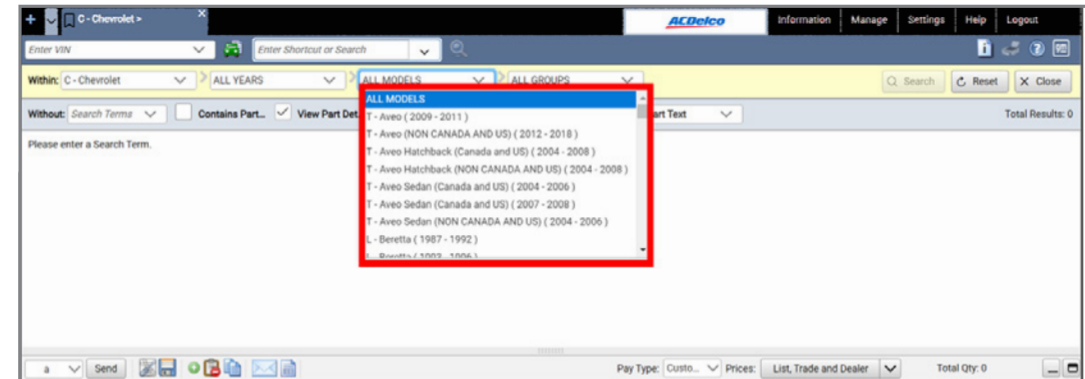 C - Chevrolet >
ACDelco
Information Manage Settings Help Logout
Enter VIN
Enter Shortcut or Search
Within: C - Chevrolet
ALL YEARS
ALL MODELS
ALL GROUPS
Search
Reset
X Close
Without: Search Terms
Contains Part...
View Part Det
art Text
Total Results: 0
ALL MODELS
T - Aveo ( 2009 - 2011 )
T - Aveo (NON CANADA AND US) ( 2012 - 2018 )
T - Aveo Hatchback (Canada and US) ( 2004 - 2008 )
T - Aveo Hatchback (NON CANADA AND US) ( 2004 - 2008 )
T - Aveo Sedan (Canada and US) ( 2004 - 2006 )
T - Aveo Sedan (Canada and US) ( 2007 - 2008 )
T - Aveo Sedan (NON CANADA AND US) ( 2004 - 2006 )
L - Beretta ( 1987 - 1992 )
Please enter a Search Term.
a
Send
Pay Type: Custo...
Prices: List, Trade and Dealer
Total Qty: 0